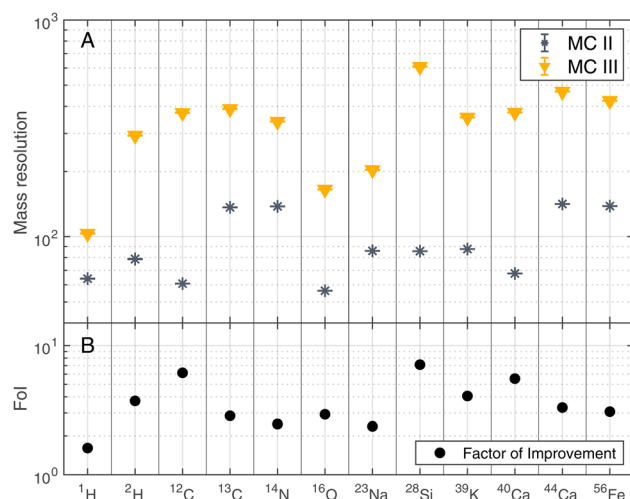 10³
A
MC II
MC III
Mass resolution
10²
B
10¹
FoI
Factor of Improvement
10⁰
¹H ²H ¹²C ¹³C ¹⁴N ¹⁶O ²³Na ²⁸Si ³⁹K ⁴⁰Ca ⁴⁴Ca ⁵⁶Fe